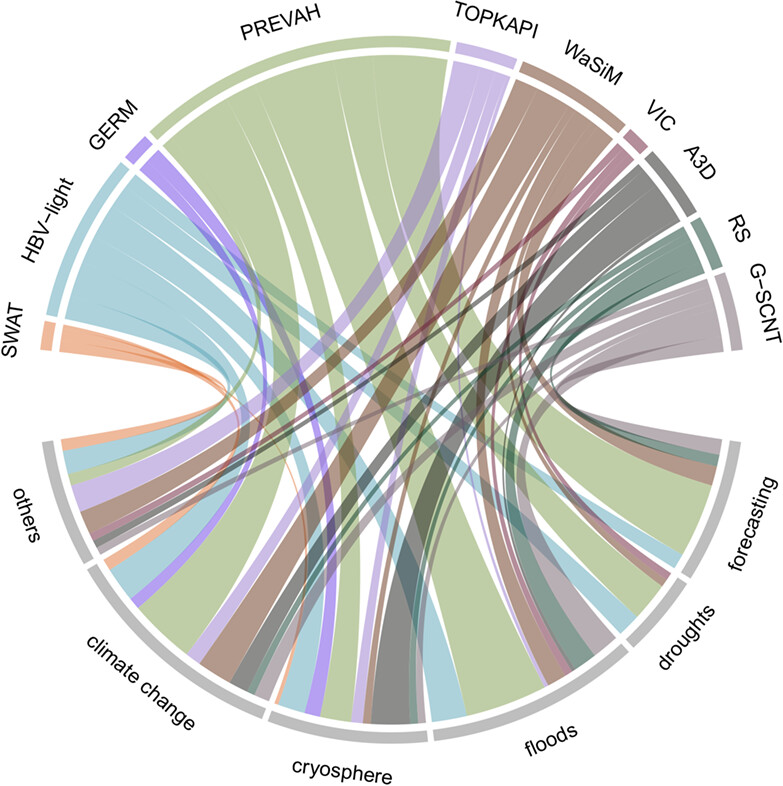 PREVAH
TOPKAPI
WaSiM
VIC
A3D
RS
G-SCNT
GERM
HBV-light
SWAT
others
climate change
cryosphere
floods
droughts
forecasting